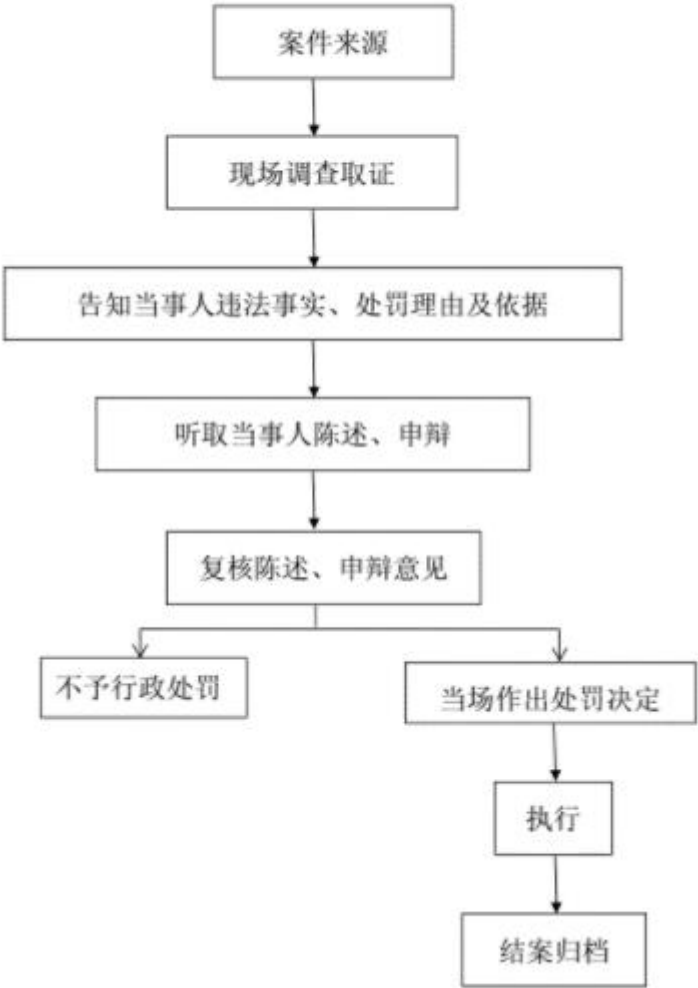 案件来源
现场调查取证
告知当事人违法事实、处罚理由及依据
听取当事人陈述、申辩
复核陈述、申辩意见
不予行政处罚
当场作出处罚决定
执行
结案归档